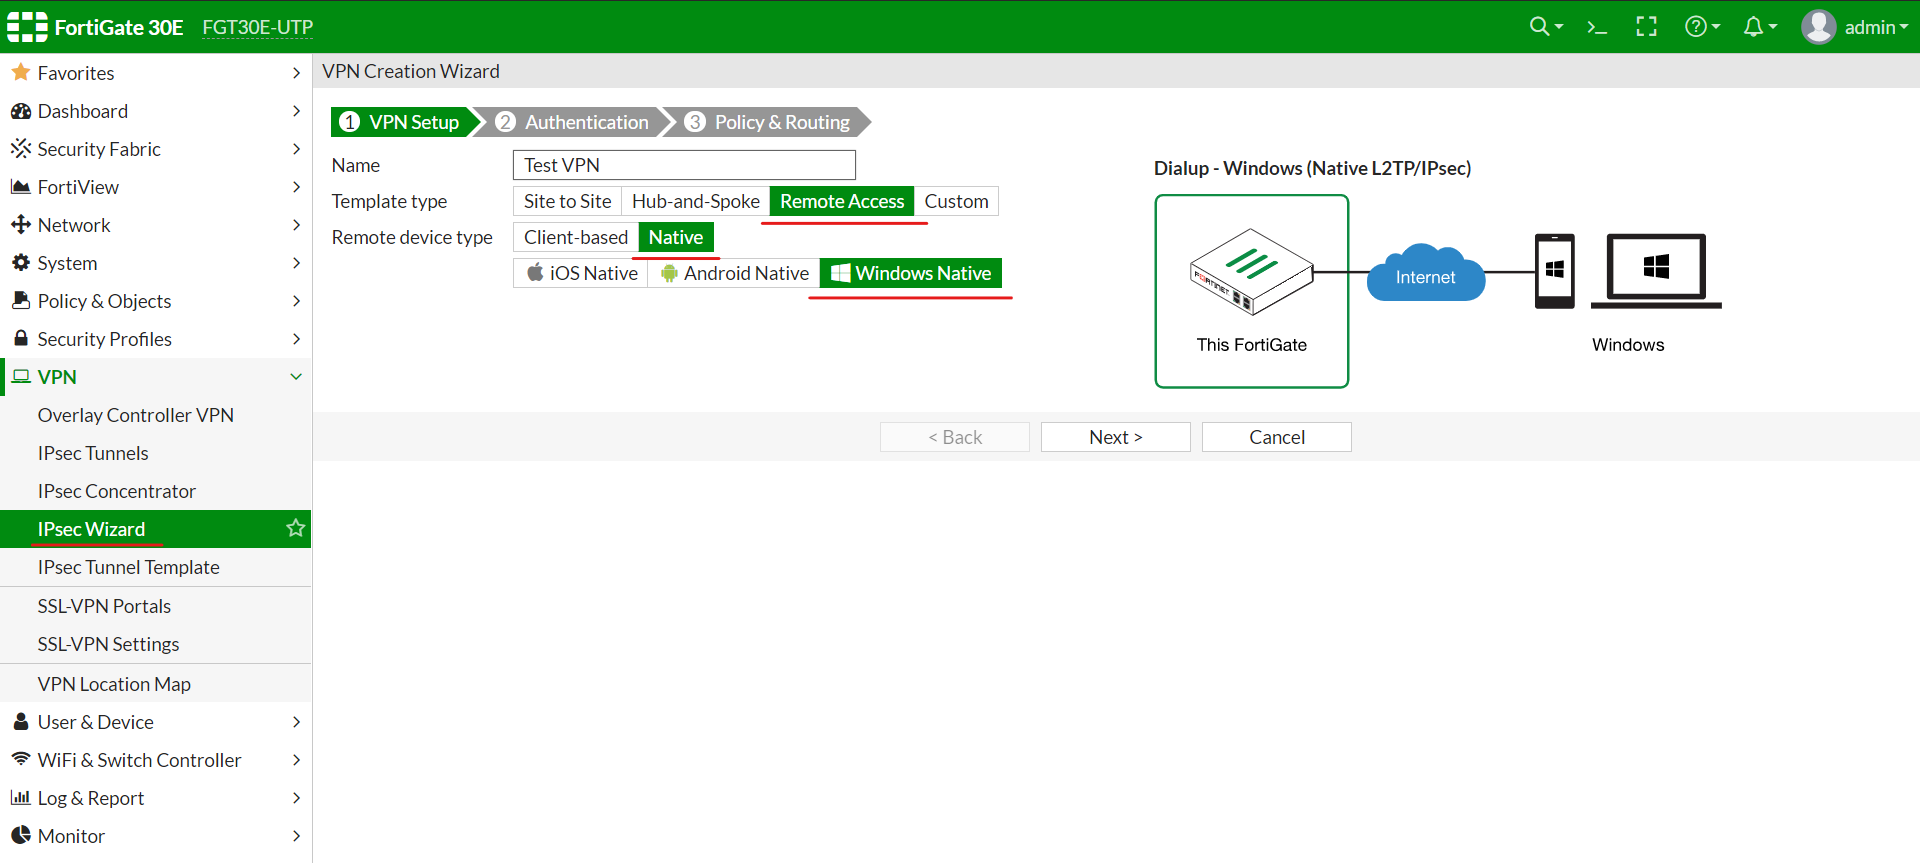 FortiGate 30E FGT30E-UTP admin
Favorites
Dashboard
Security Fabric
FortiView
Network
System
Policy & Objects
Security Profiles
VPN
Overlay Controller VPN
IPsec Tunnels
IPsec Concentrator
IPsec Wizard
IPsec Tunnel Template
SSL-VPN Portals
SSL-VPN Settings
VPN Location Map
User & Device
WiFi & Switch Controller
Log & Report
Monitor
VPN Creation Wizard
1 VPN Setup 2 Authentication 3 Policy & Routing
Name Test VPN
Template type Site to Site Hub-and-Spoke Remote Access Custom
Remote device type Client-based Native
iOS Native Android Native Windows Native
Dialup - Windows (Native L2TP/IPsec)
FORTINET
Internet
This FortiGate
Windows
< Back Next > Cancel